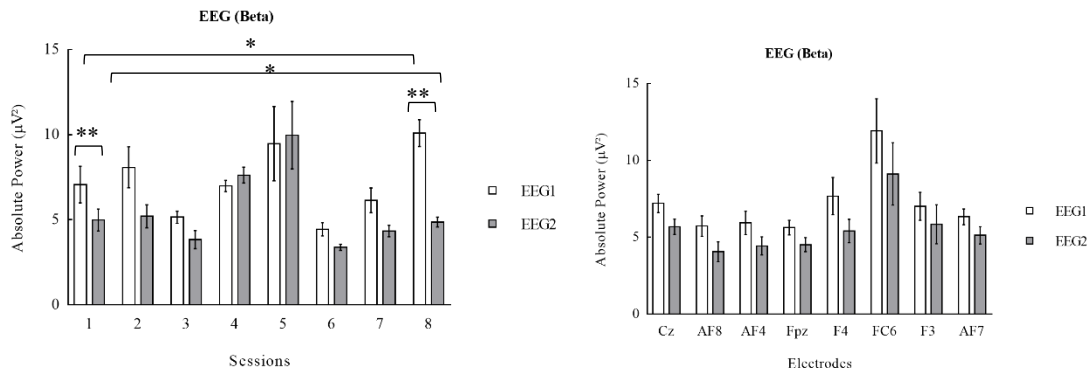 EEG (Beta)
Absolute Power (µV²)
15
10
5
0
*
*
**
**
1 2 3 4 5 6 7 8
Sessions
EEG1
EEG2
EEG (Beta)
Absolute Power (µV²)
15
10
5
0
Cz AF8 AF4 Fpz F4 FC6 F3 AF7
Electrodes
EEG1
EEG2